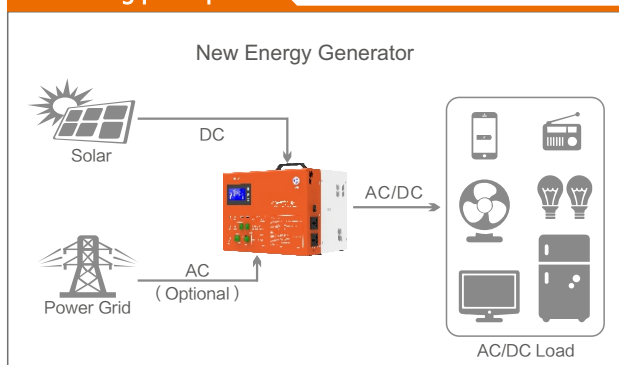 New Energy Generator
Solar
DC
AC/DC
AC
( Optional )
Power Grid
AC/DC Load